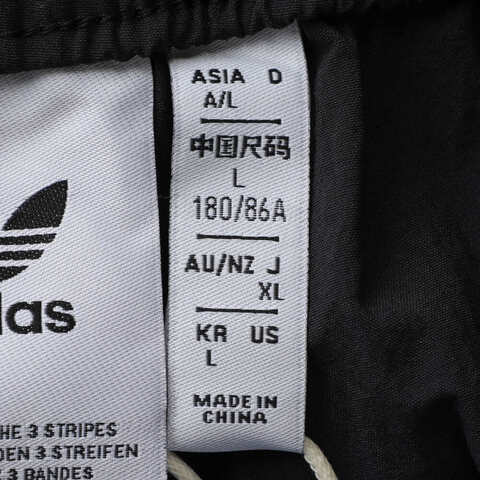 das
HE 3 STRIPES
DEN 3 STREIFEN
3 BANDES
ASIA D
A/L
中国尺码
L
180/86A
AU/NZ J
XL
KR US
L
MADE IN
CHINA